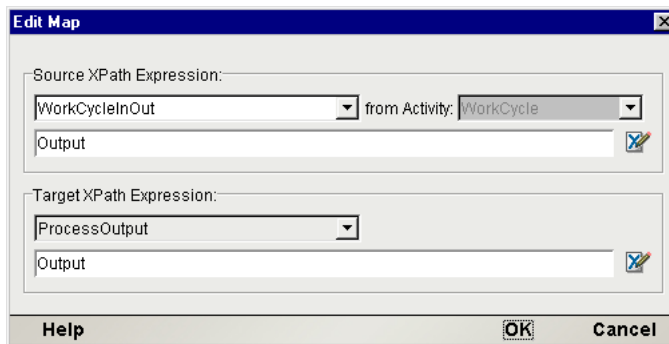 Edit Map
Source XPath Expression:
WorkCycleInOut from Activity: WorkCycle
Output
Target XPath Expression:
ProcessOutput
Output
Help OK Cancel